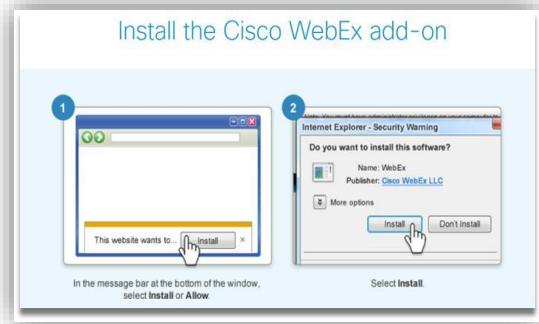 Install the Cisco WebEx add-on
1
2
Internet Explorer - Security Warning
Do you want to install this software?
Name: WebEx
Publisher: Cisco WebEx LLC
More options
Install
Don't Install
This website wants to...
Install
×
In the message bar at the bottom of the window,
select Install or Allow.
Select Install.